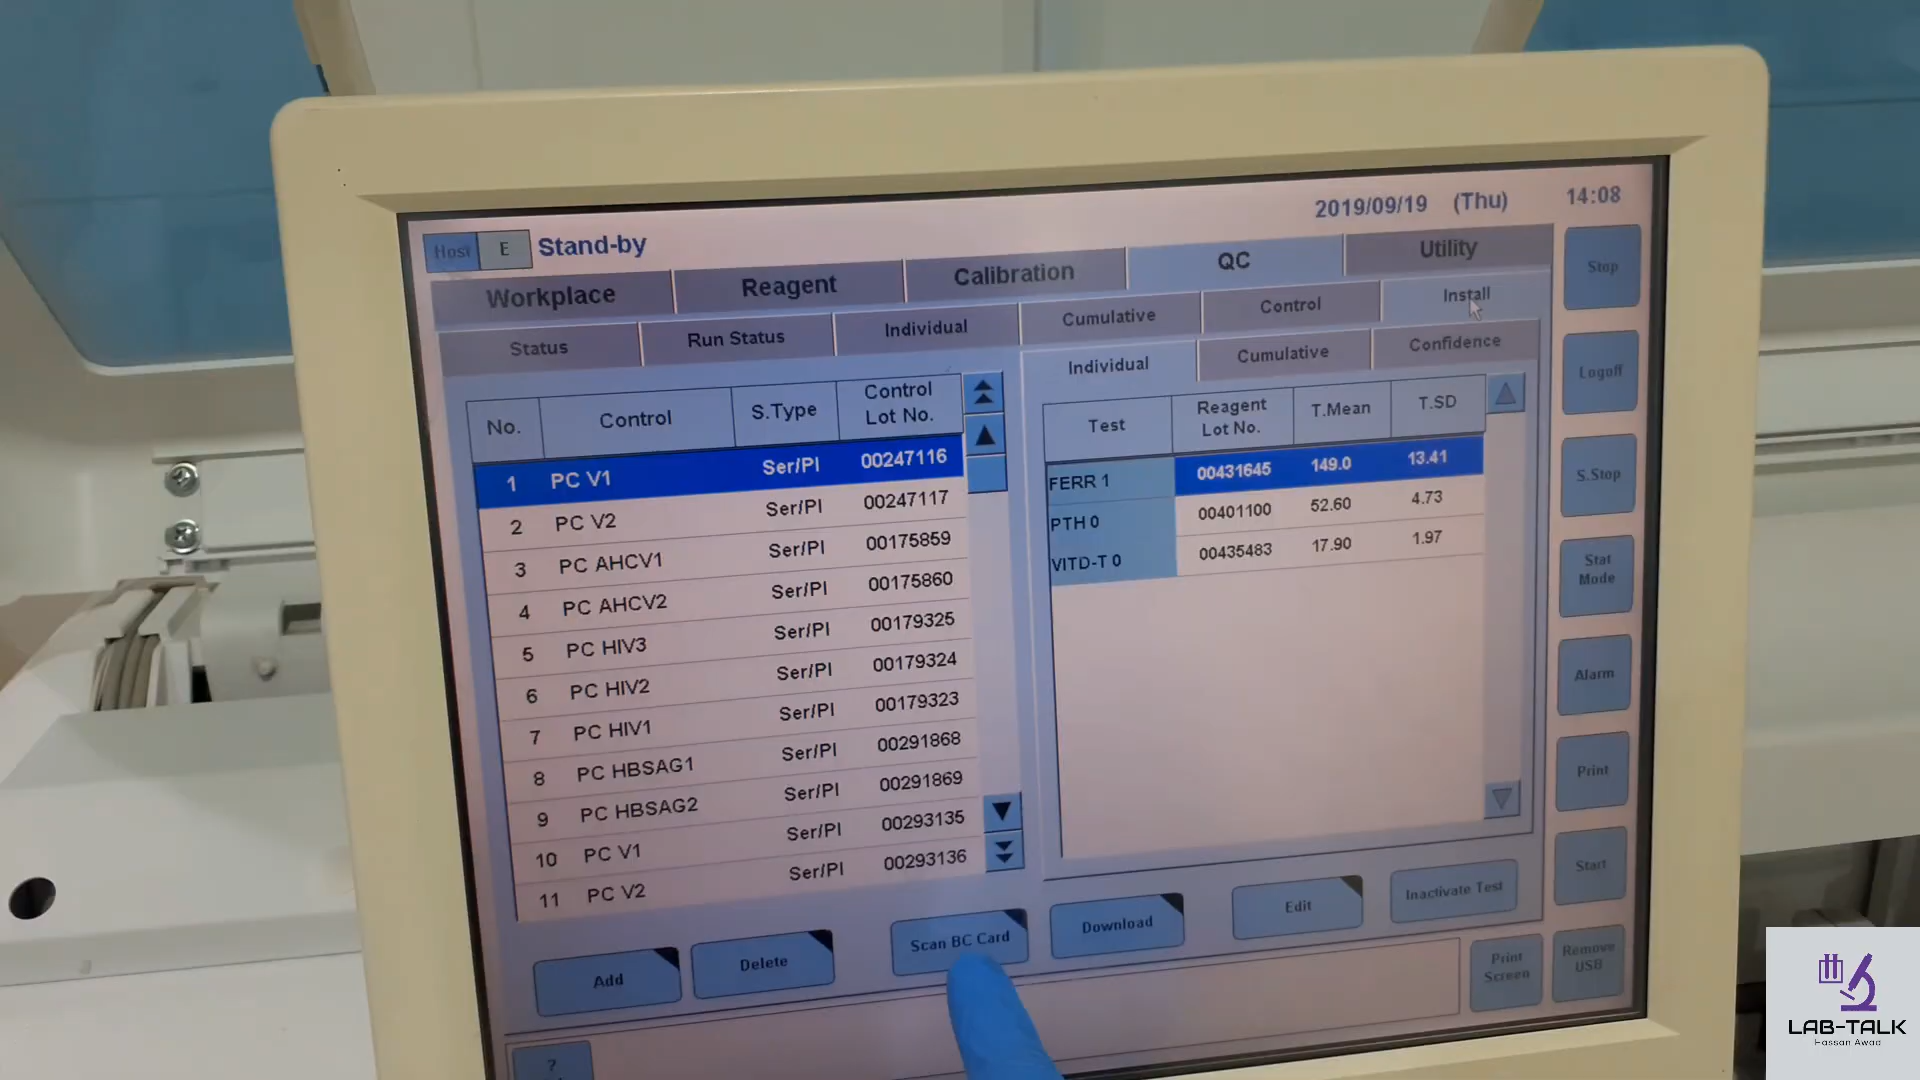 2019/09/19 (Thu) 14:08
Host E Stand-by
Workplace Reagent Calibration QC Utility
Status Run Status Individual Cumulative Control Install
Individual Cumulative Confidence
No. Control S.Type Control Lot No.
1 PC V1 Ser/Pl 00247116
2 PC V2 Ser/Pl 00247117
3 PC AHCV1 Ser/Pl 00175859
4 PC AHCV2 Ser/Pl 00175860
5 PC HIV3 Ser/Pl 00179325
6 PC HIV2 Ser/Pl 00179324
7 PC HIV1 Ser/Pl 00179323
8 PC HBSAG1 Ser/Pl 00291868
9 PC HBSAG2 Ser/Pl 00291869
10 PC V1 Ser/Pl 00293135
11 PC V2 Ser/Pl 00293136
Test Reagent Lot No. T.Mean T.SD
FERR 1 00431645 149.0 13.41
PTH 0 00401100 52.60 4.73
VITD-T 0 00435483 17.90 1.97
Add Delete Scan BC Card Download Edit Inactivate Test
Stop
Logoff
S.Stop
Stat
Mode
Alarm
Print
Start
Print
Screen
Remove
USB
?
LAB-TALK
Hassan Awad